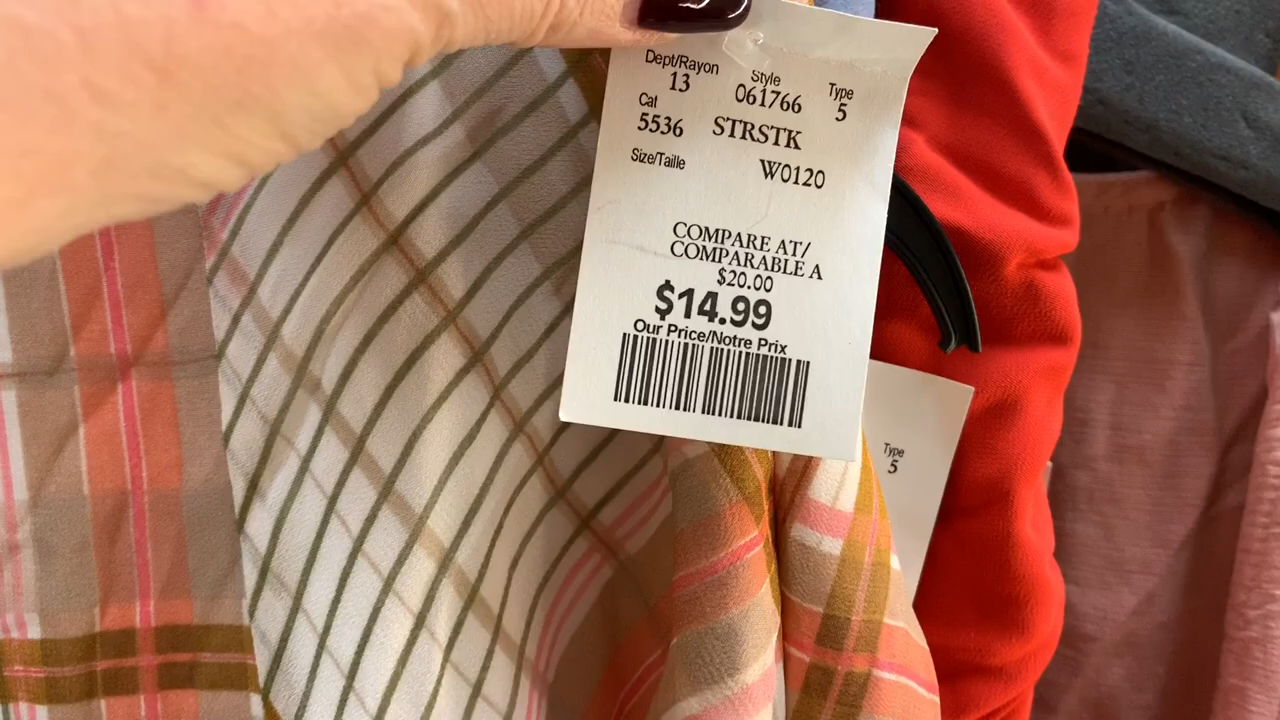 Dept/Rayon Style Type
13 061766 5
Cat
5536 STRSTK
Size/Taille W0120
COMPARE AT/
COMPARABLE A
$20.00
$14.99
Our Price/Notre Prix
Type
5